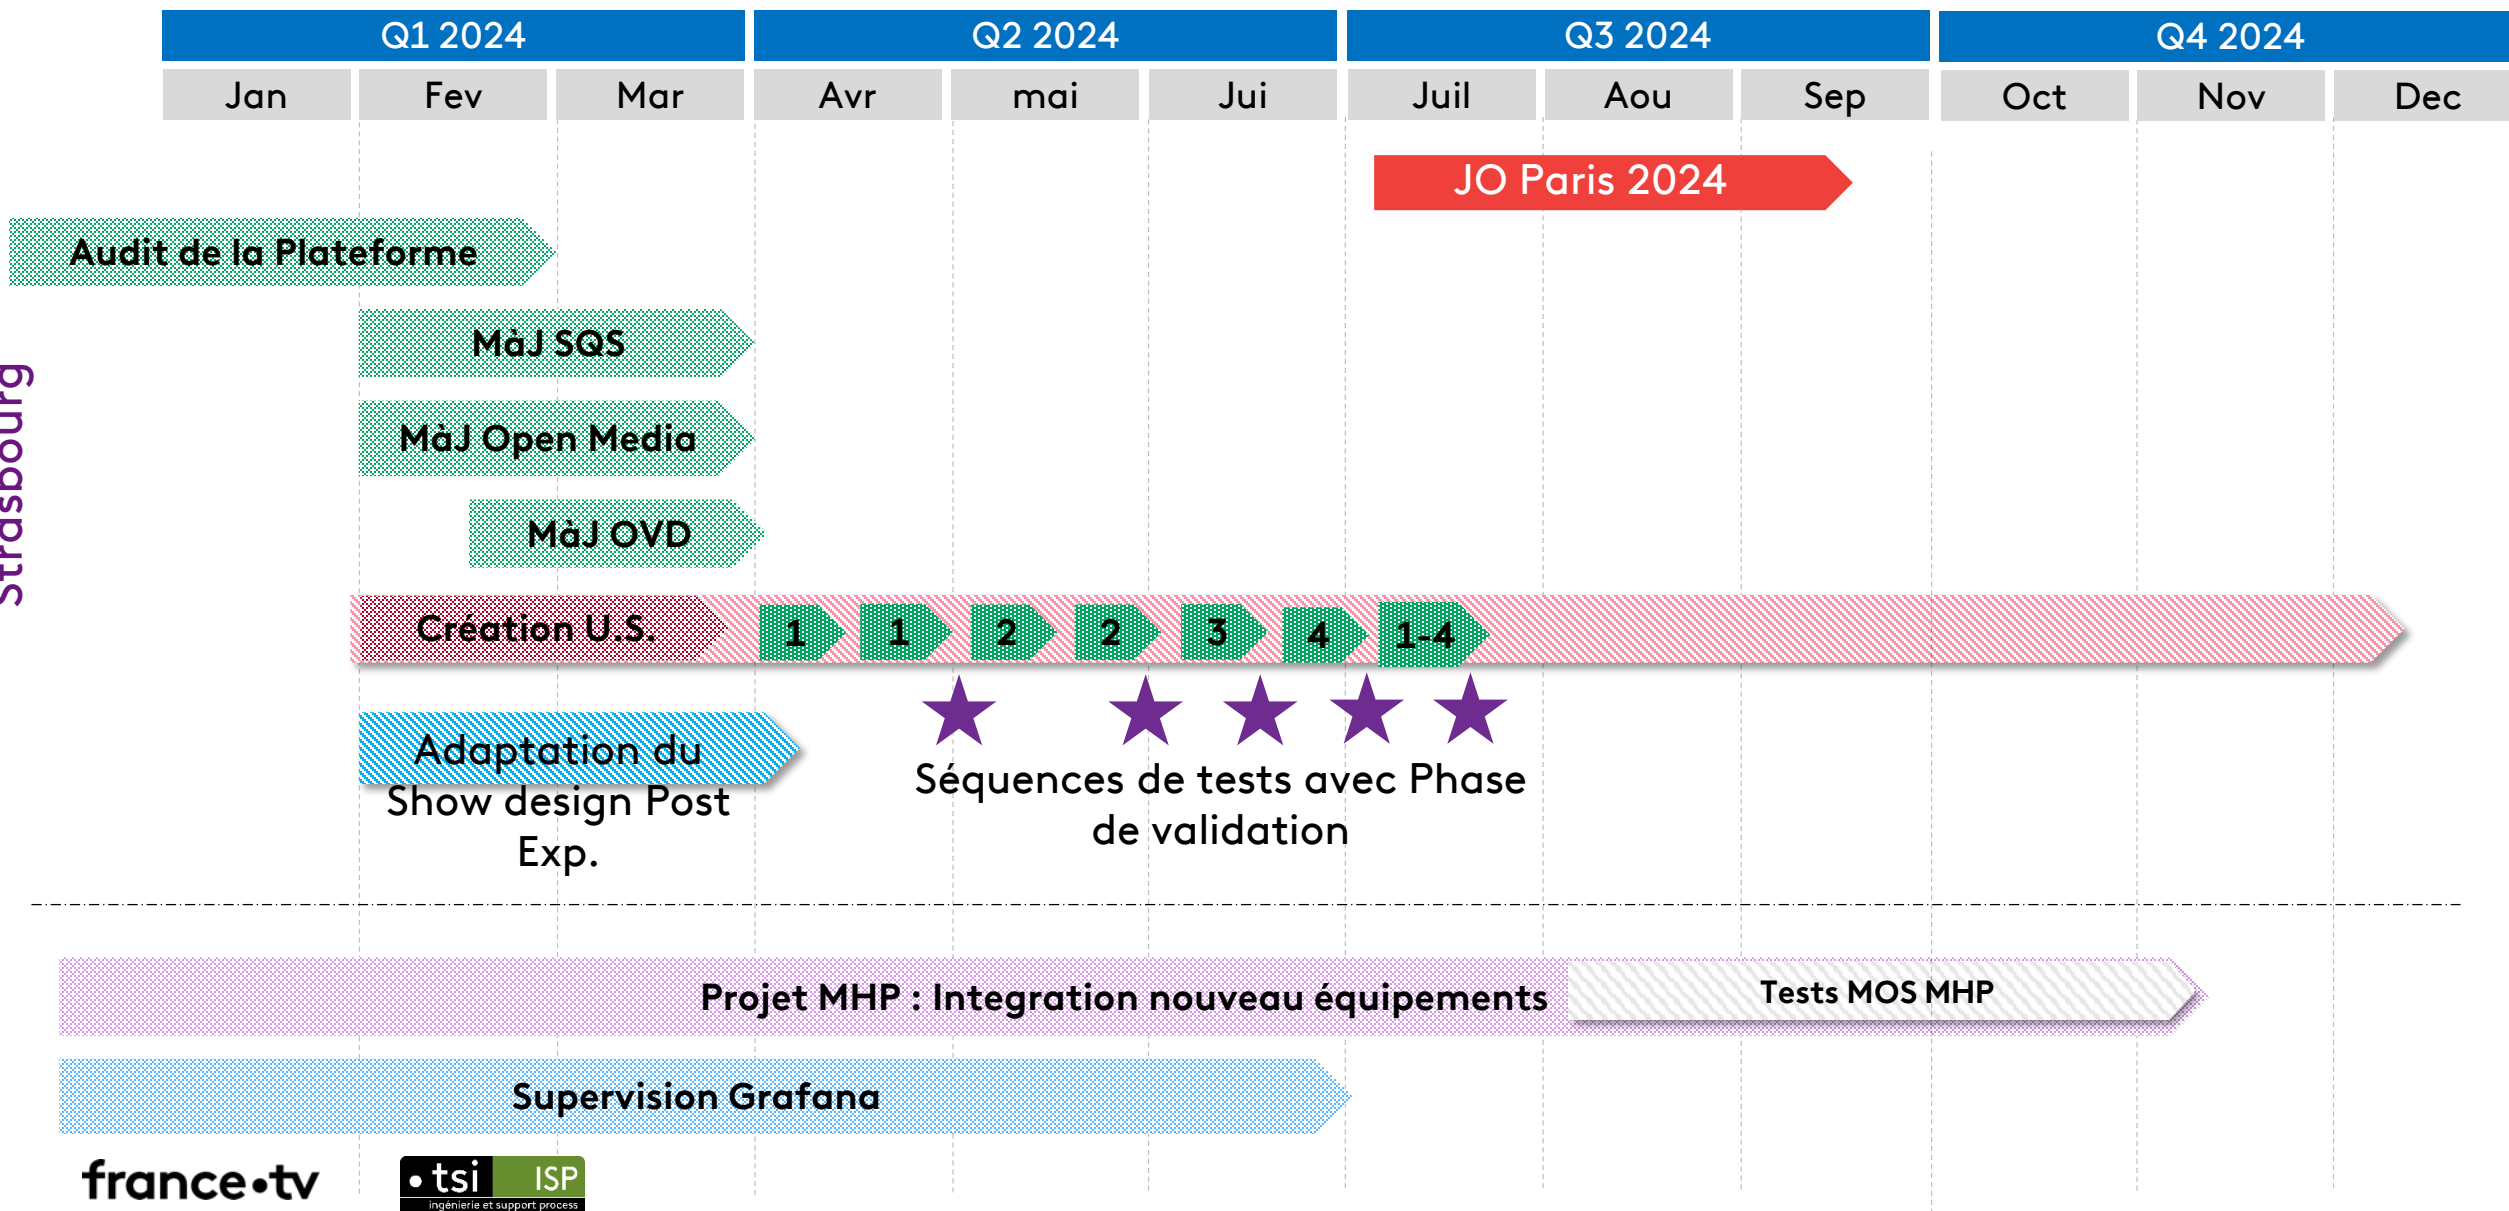 Q1 2024 Q2 2024 Q3 2024 Q4 2024
Jan Fev Mar Avr mai Jui Juil Aou Sep Oct Nov Dec
JO Paris 2024
Audit de la Plateforme
MàJ SQS
Strasbourg
MàJ Open Media
MàJ OVD
Création U.S. 1 1 2 2 3 4 1-4
Adaptation du
Show design Post
Exp.
Séquences de tests avec Phase
de validation
Projet MHP : Integration nouveau équipements
Tests MOS MHP
Supervision Grafana
france•tv
•tsi ISP
ingénierie et support process